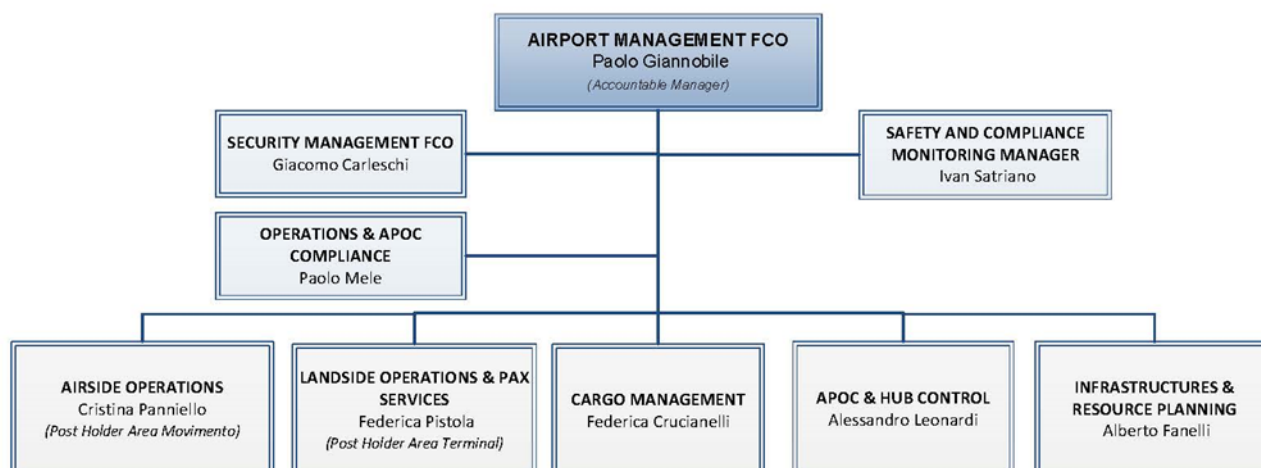 AIRPORT MANAGEMENT FCO
Paolo Giannobile
(Accountable Manager)
SECURITY MANAGEMENT FCO
Giacomo Carleschi
SAFETY AND COMPLIANCE
MONITORING MANAGER
Ivan Satriano
OPERATIONS & APOC
COMPLIANCE
Paolo Mele
AIRSIDE OPERATIONS
Cristina Panniello
(Post Holder Area Movimento)
LANDSIDE OPERATIONS & PAX
SERVICES
Federica Pistola
(Post Holder Area Terminal)
CARGO MANAGEMENT
Federica Crucianelli
APOC & HUB CONTROL
Alessandro Leonardi
INFRASTRUCTURES &
RESOURCE PLANNING
Alberto Fanelli